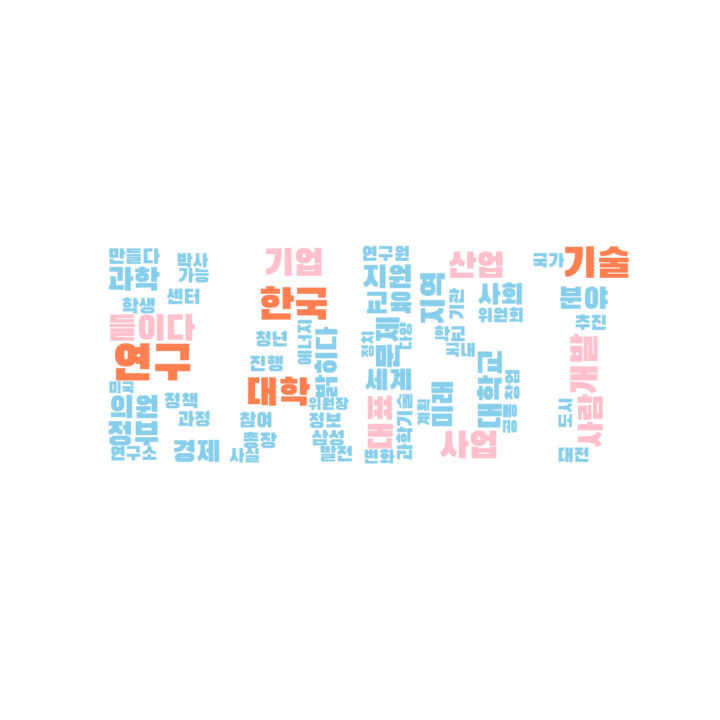 만들다
박사
과학
가능
학생
센터
들이다
연구
미국
의원
정책
정부
과정
연구소
경제
기업
한국
청년
에너지
진행
밝히다
대학
위원장
참여
정보
총장
삼성
사실
발전
연구원
지원
교육
문제
정치
다양
세계
대표
과학기술
변화
산업
지역
기관
사회
위원회
학교
국내
대학교
미래
계획
창업
공동
사업
국가
기술
분야
추진
개발
사람
도시
대전